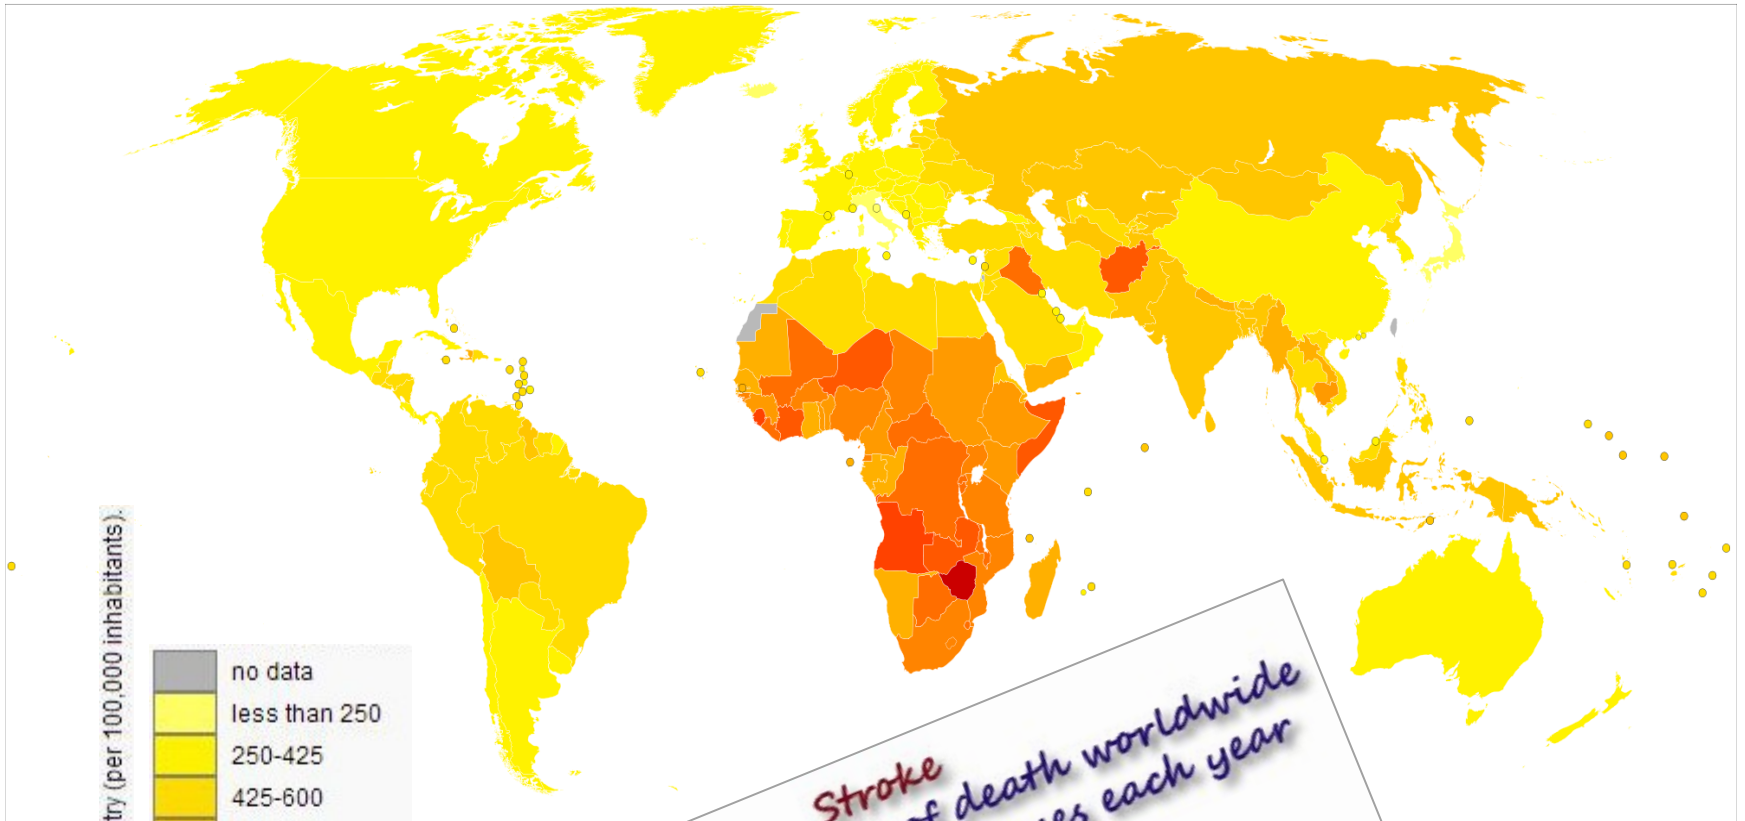 try (per 100,000 inhabitants).
no data
less than 250
250-425
425-600
Stroke
of death worldwide
each year